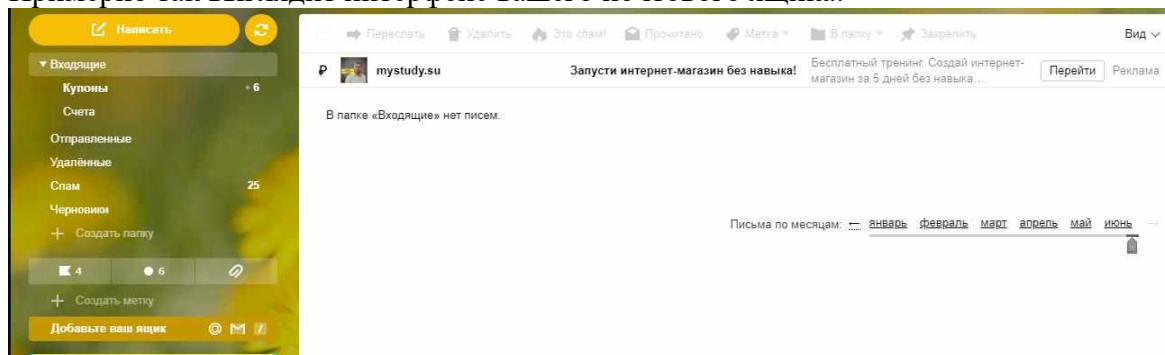 Написать
Переслать Удалить Это спам! Прочитано Метка В папку Закрепить Вид
Входящие
mystudy.su Запусти интернет-магазин без навыка! Бесплатный тренинг. Создай интернет-магазин за 5 дней без навыка... Перейти Реклама
Купоны 6
Счета
В папке «Входящие» нет писем.
Отправленные
Удалённые
Спам 25
Черновики
+ Создать папку
Письма по месяцам: ← январь февраль март апрель май июнь →
4 6
+ Создать метку
Добавьте ваш ящик